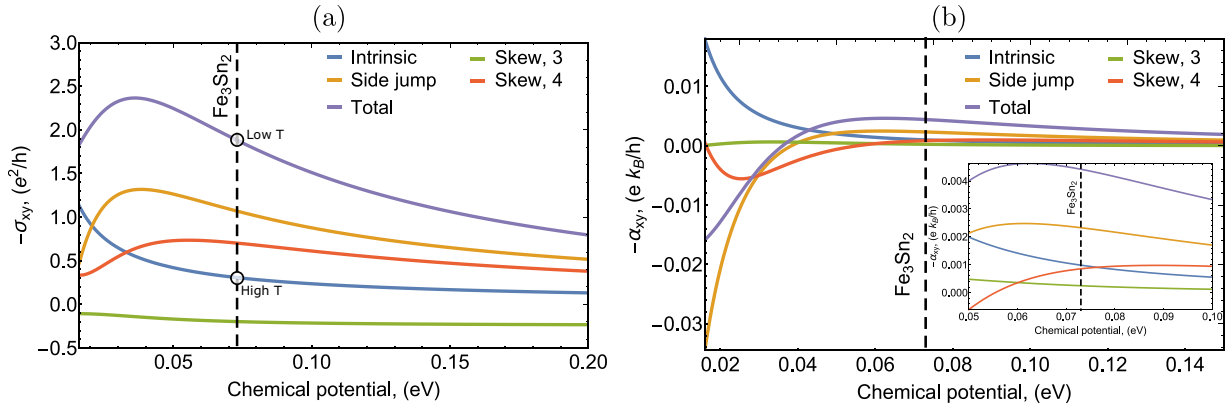 (a)
3.0
2.5
2.0
1.5
1.0
0.5
0.0
−0.5
−σxy, (e²/h)
Fe₃Sn₂
Intrinsic
Skew, 3
Side jump
Skew, 4
Total
Low T
High T
0.05
0.10
0.15
0.20
Chemical potential, (eV)
(b)
0.01
0.00
−0.01
−0.02
−0.03
−αxy, (e kB/h)
Intrinsic
Skew, 3
Side jump
Skew, 4
Total
Fe₃Sn₂
0.02
0.04
0.06
0.08
0.10
0.12
0.14
Chemical potential, (eV)
0.004
0.003
0.002
0.001
0.000
−αxy, (e kB/h)
Fe₃Sn₂
0.05
0.06
0.07
0.08
0.09
0.10
Chemical potential, (eV)